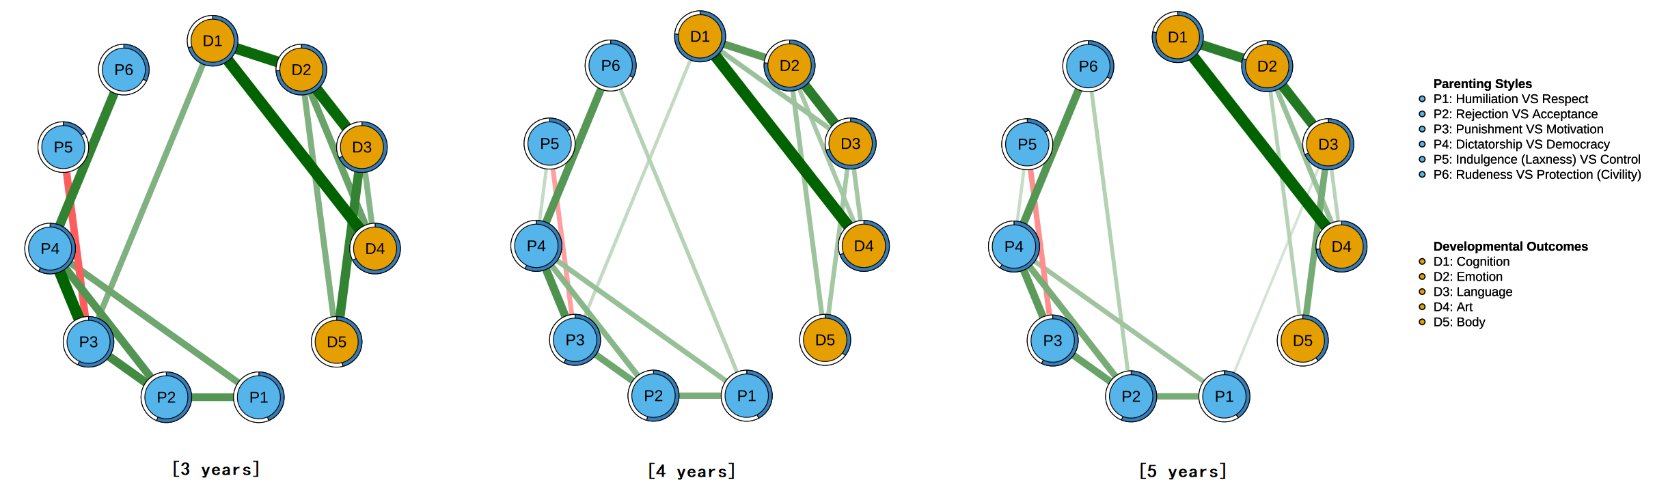 D1
D2
D3
D4
D5
P1
P2
P3
P4
P5
P6
[3 years]
D1
D2
D3
D4
D5
P1
P2
P3
P4
P5
P6
[4 years]
D1
D2
D3
D4
D5
P1
P2
P3
P4
P5
P6
[5 years]
Parenting Styles
P1: Humiliation VS Respect
P2: Rejection VS Acceptance
P3: Punishment VS Motivation
P4: Dictatorship VS Democracy
P5: Indulgence (Laxness) VS Control
P6: Rudeness VS Protection (Civility)
Developmental Outcomes
D1: Cognition
D2: Emotion
D3: Language
D4: Art
D5: Body